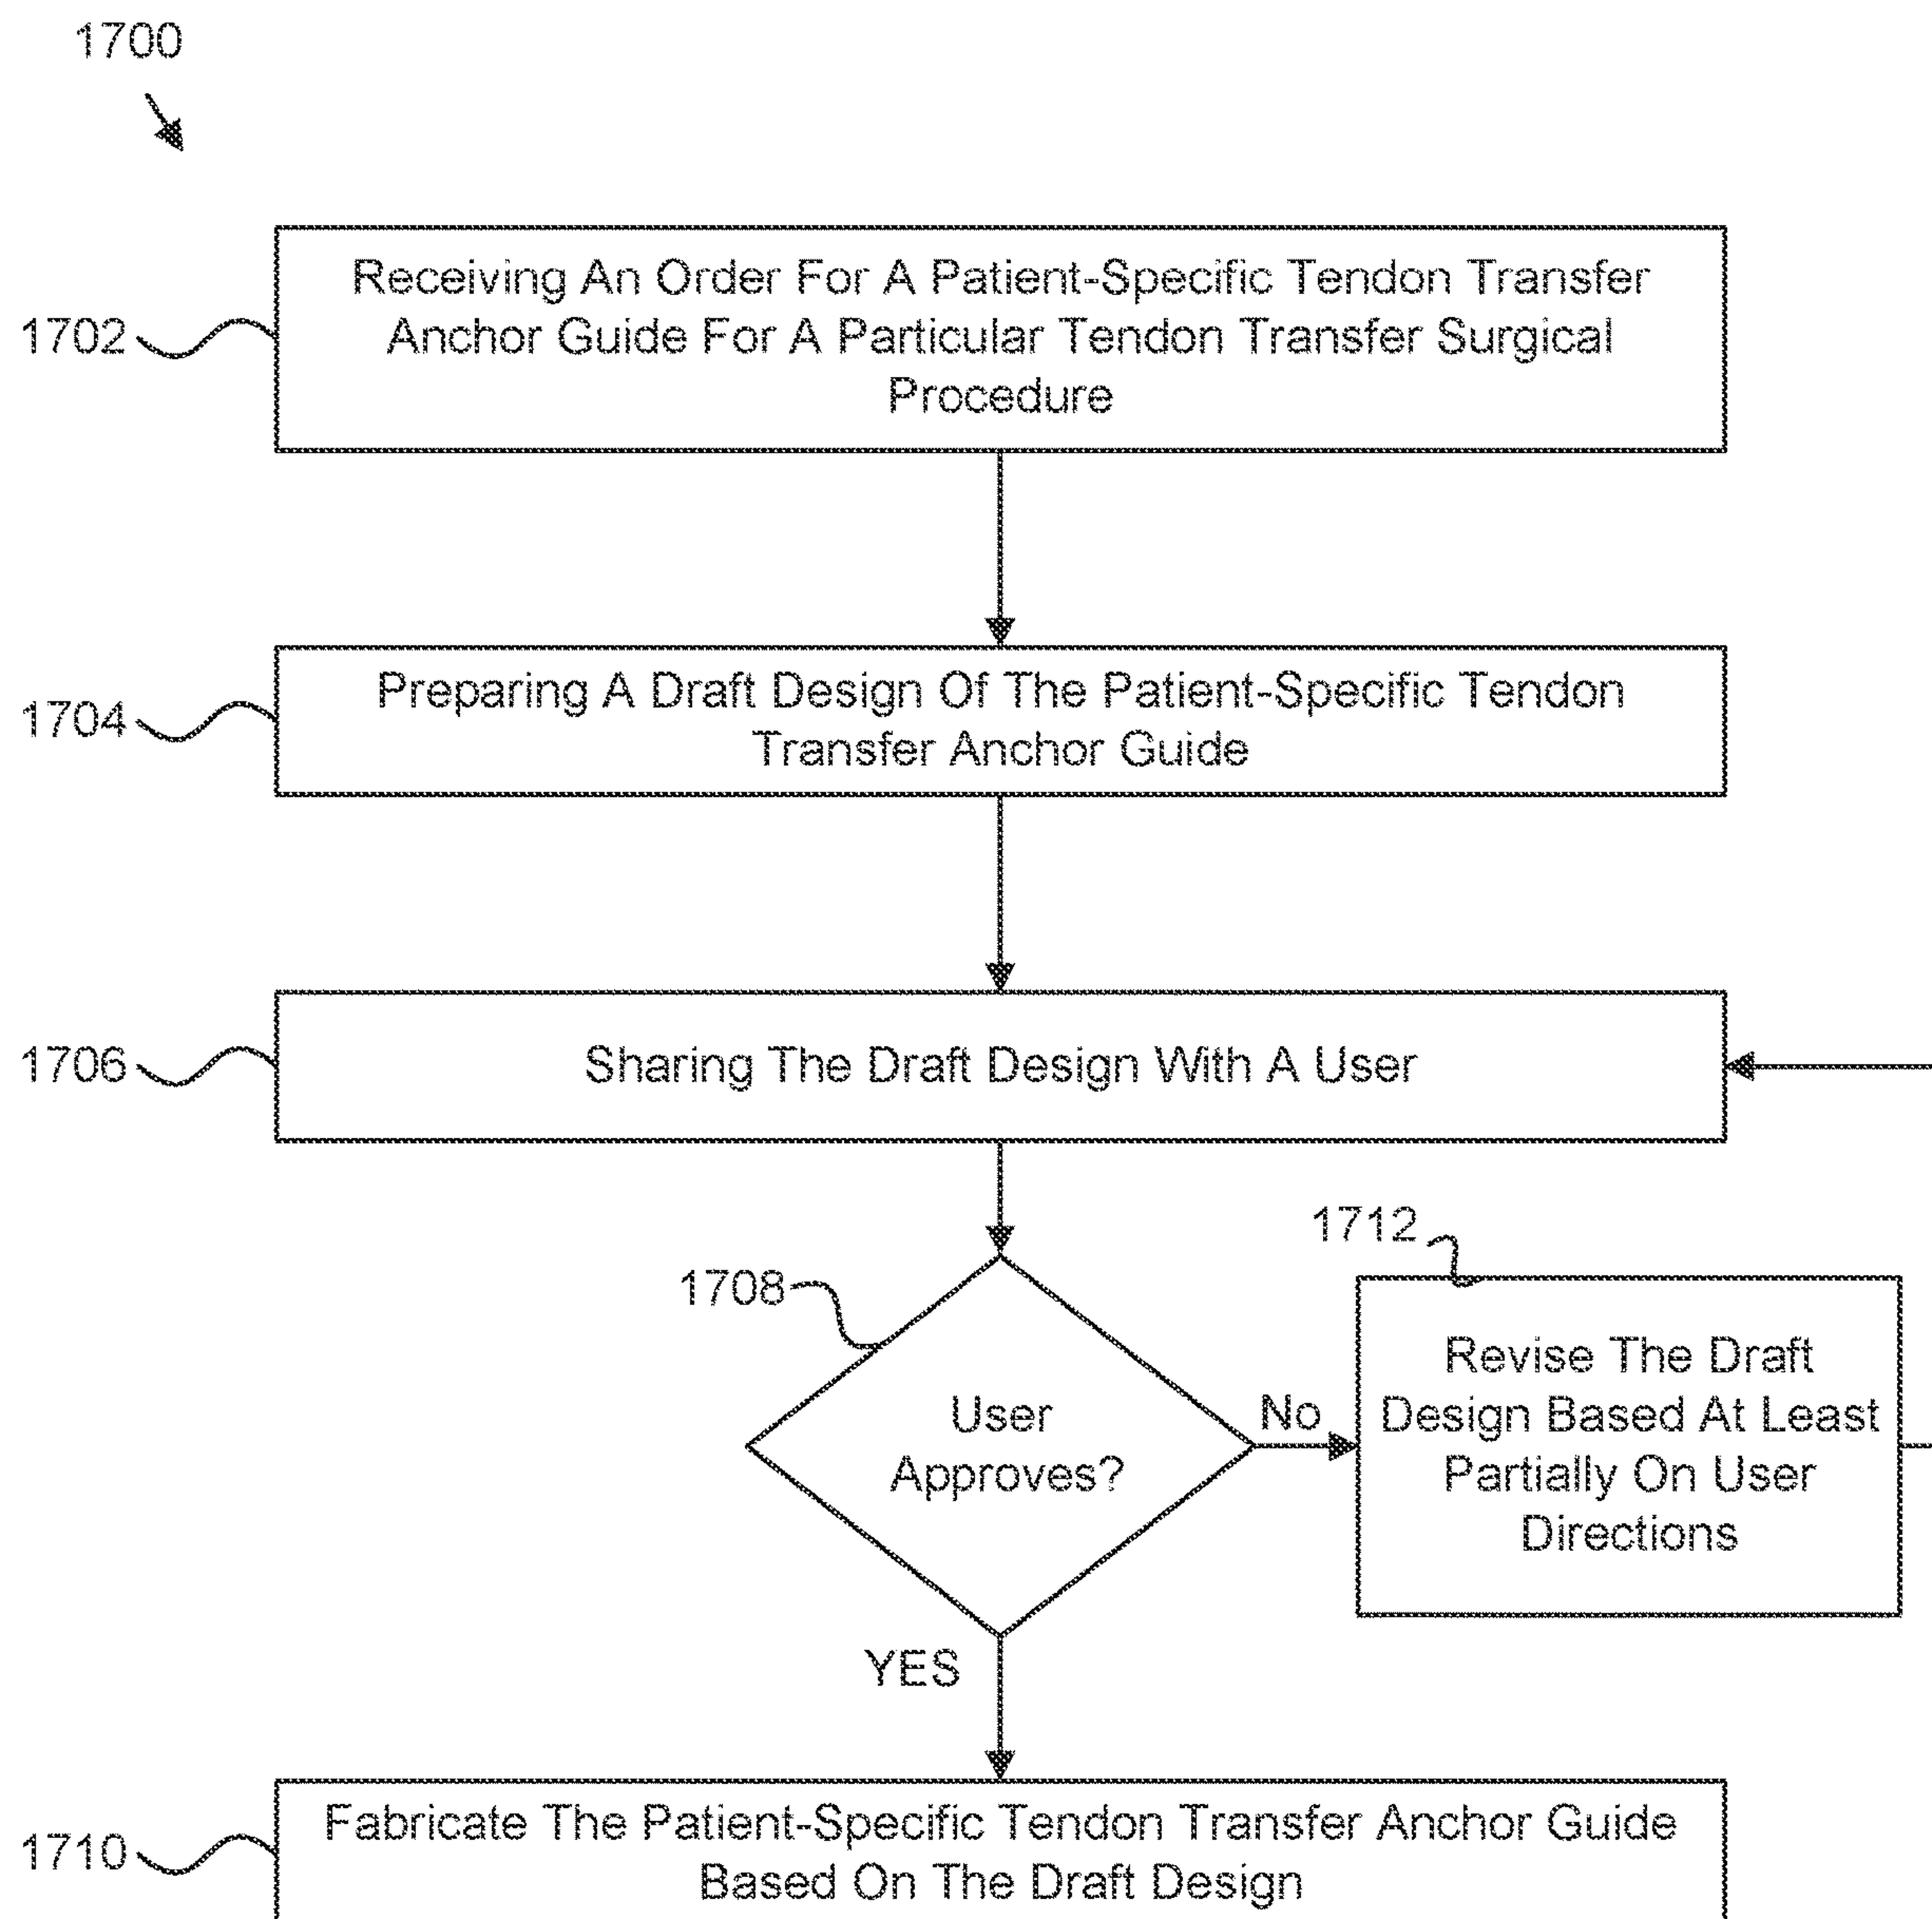 1700
Receiving An Order For A Patient-Specific Tendon Transfer
Anchor Guide For A Particular Tendon Transfer Surgical
Procedure
1702
Preparing A Draft Design Of The Patient-Specific Tendon
Transfer Anchor Guide
1704
Sharing The Draft Design With A User
1706
1712
1708
User
Approves?
No
Revise The Draft
Design Based At Least
Partially On User
Directions
YES
Fabricate The Patient-Specific Tendon Transfer Anchor Guide
Based On The Draft Design
1710